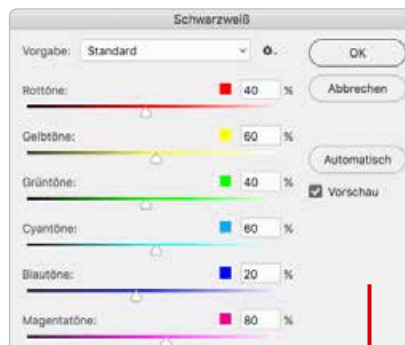 Schwarzweiß
Vorgabe: Standard
OK
Abbrechen
Automatisch
Vorschau
Rottöne: 40 %
Gelbtöne: 60 %
Grüntöne: 40 %
Cyantöne: 60 %
Blautöne: 20 %
Magentatöne: 80 %